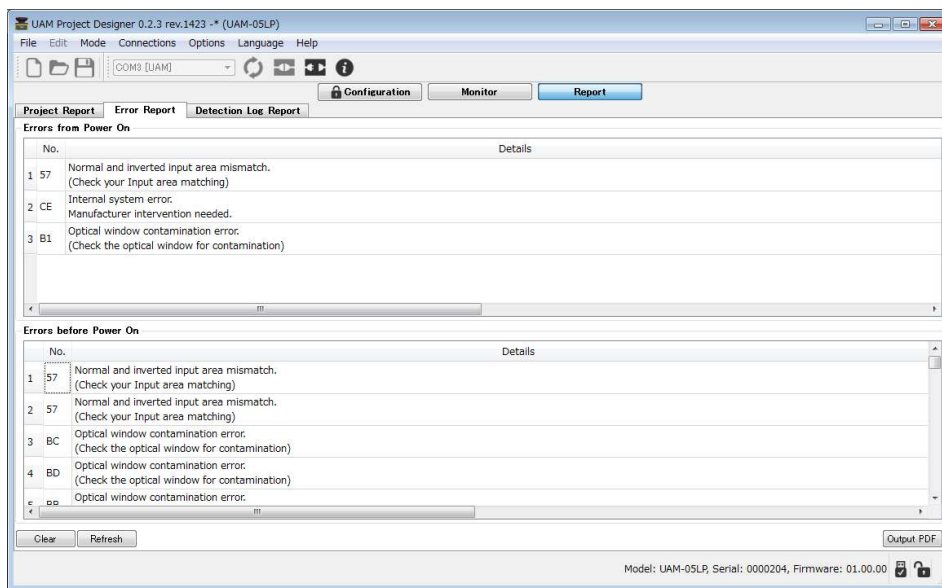 UAM Project Designer 0.2.3 rev.1423 -* (UAM-05LP)
File Edit Mode Connections Options Language Help
COM3 [UAM]
Configuration Monitor Report
Project Report Error Report Detection Log Report
Errors from Power On
No. Details
1 57 Normal and inverted input area mismatch.
(Check your Input area matching)
2 CE Internal system error.
Manufacturer intervention needed.
3 B1 Optical window contamination error.
(Check the optical window for contamination)
Errors before Power On
No. Details
1 57 Normal and inverted input area mismatch.
(Check your Input area matching)
2 57 Normal and inverted input area mismatch.
(Check your Input area matching)
3 BC Optical window contamination error.
(Check the optical window for contamination)
4 BD Optical window contamination error.
(Check the optical window for contamination)
Optical window contamination error.
Clear Refresh Output PDF
Model: UAM-05LP, Serial: 0000204, Firmware: 01.00.00